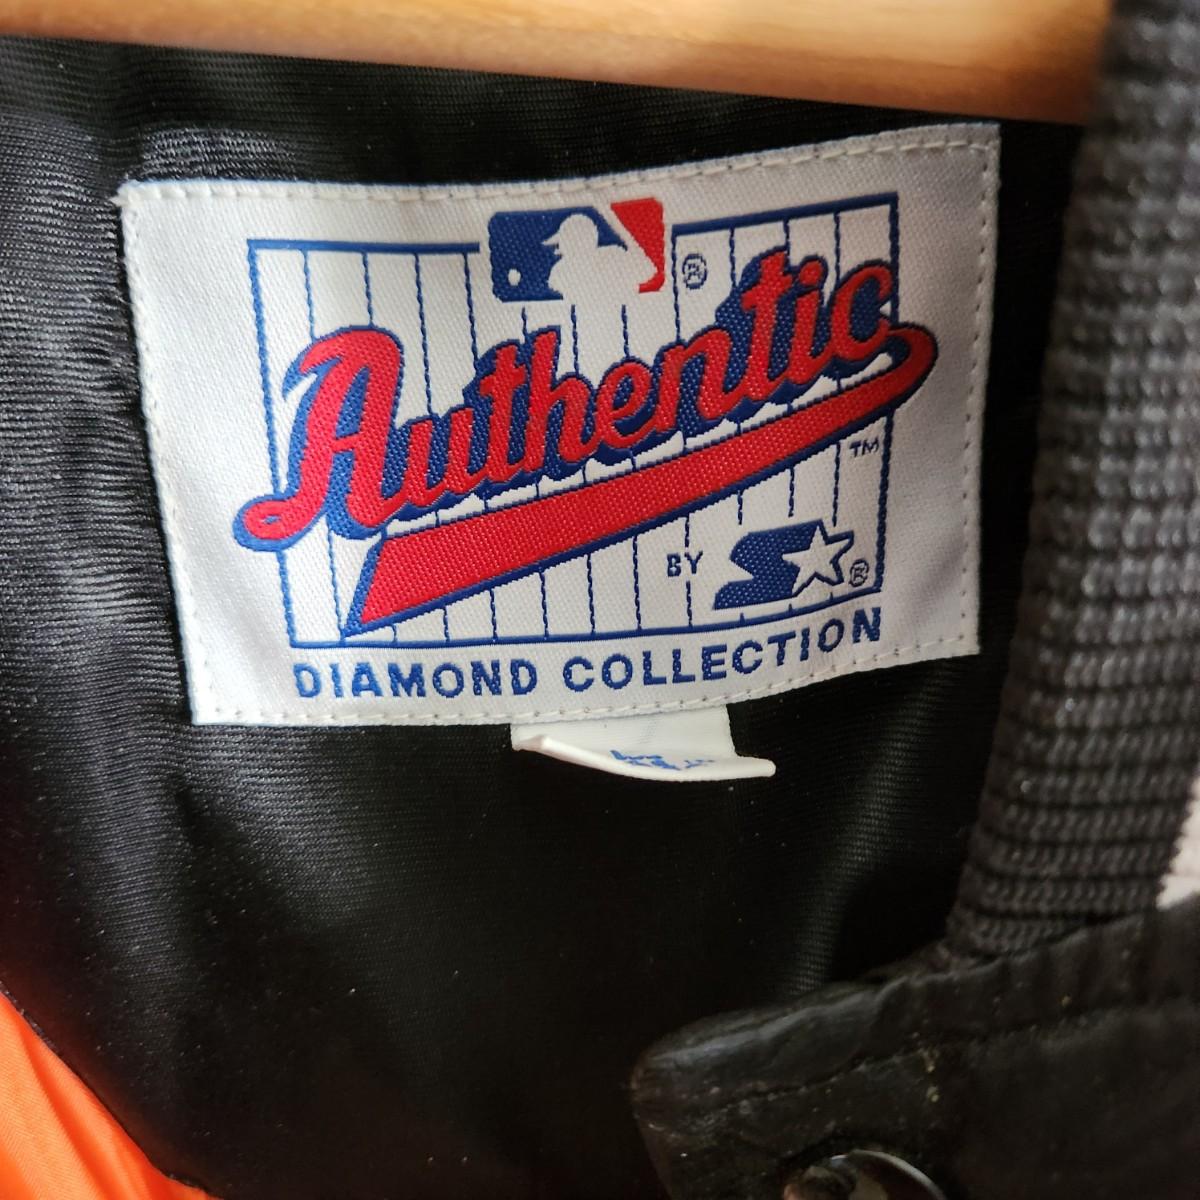 ®
Authentic
TM
BY ®
DIAMOND COLLECTION